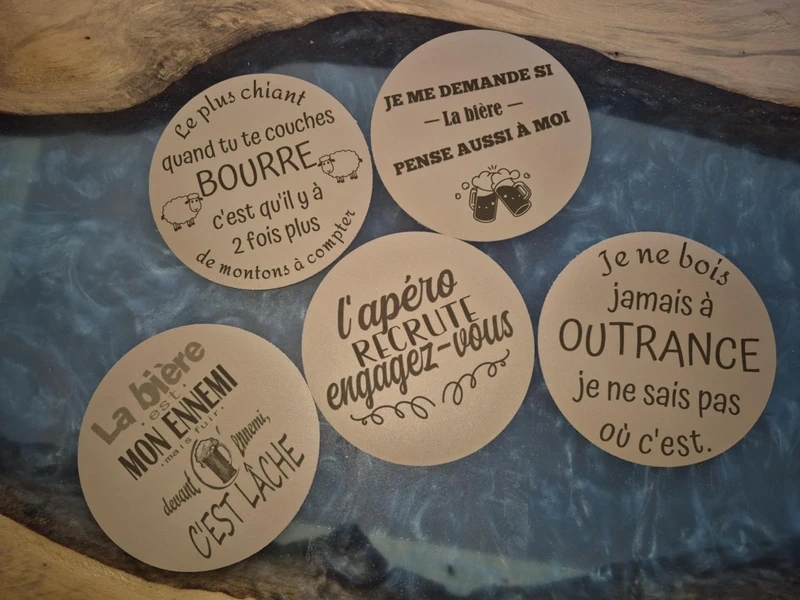 Le plus chiant
quand tu te couches
BOURRE
c'est qu'il y à
2 fois plus
de montons à compter
JE ME DEMANDE SI
— La bière —
PENSE AUSSI À MOI
l'apéro
RECRUTE
engagez-vous
Je ne bois
jamais à
OUTRANCE
je ne sais pas
où c'est.
La bière
·est·
MON ENNEMI
·mais fuir·
devant l'ennemi,
C'EST LÂCHE